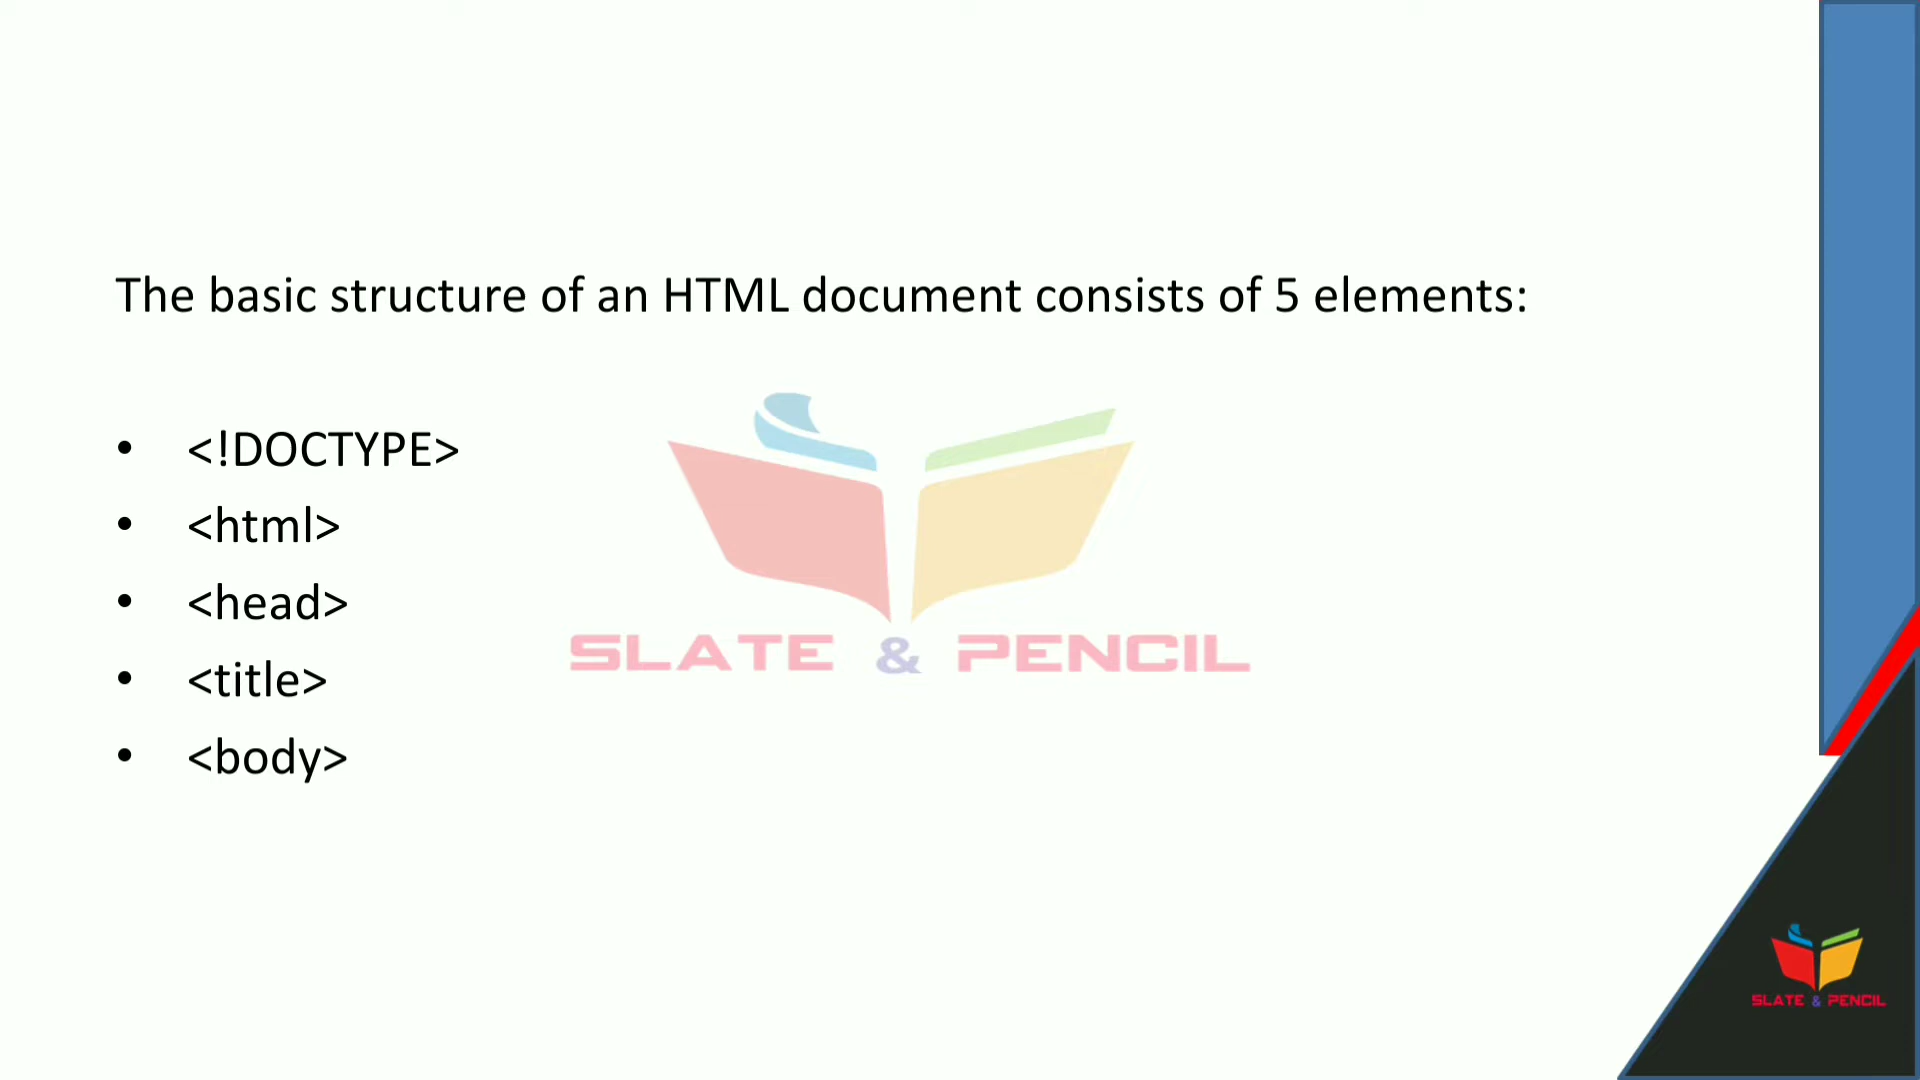 The basic structure of an HTML document consists of 5 elements:
• <!DOCTYPE>
• <html>
• <head>
• <title>
• <body>
SLATE & PENCIL
SLATE & PENCIL